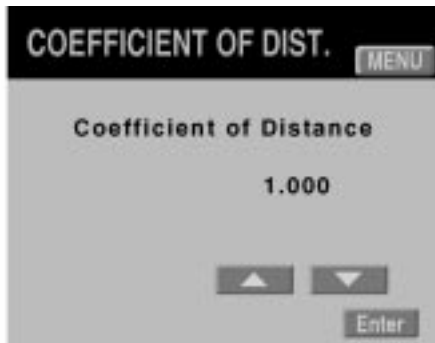 COEFFICIENT OF DIST.
MENU
Coefficient of Distance
1.000
Enter